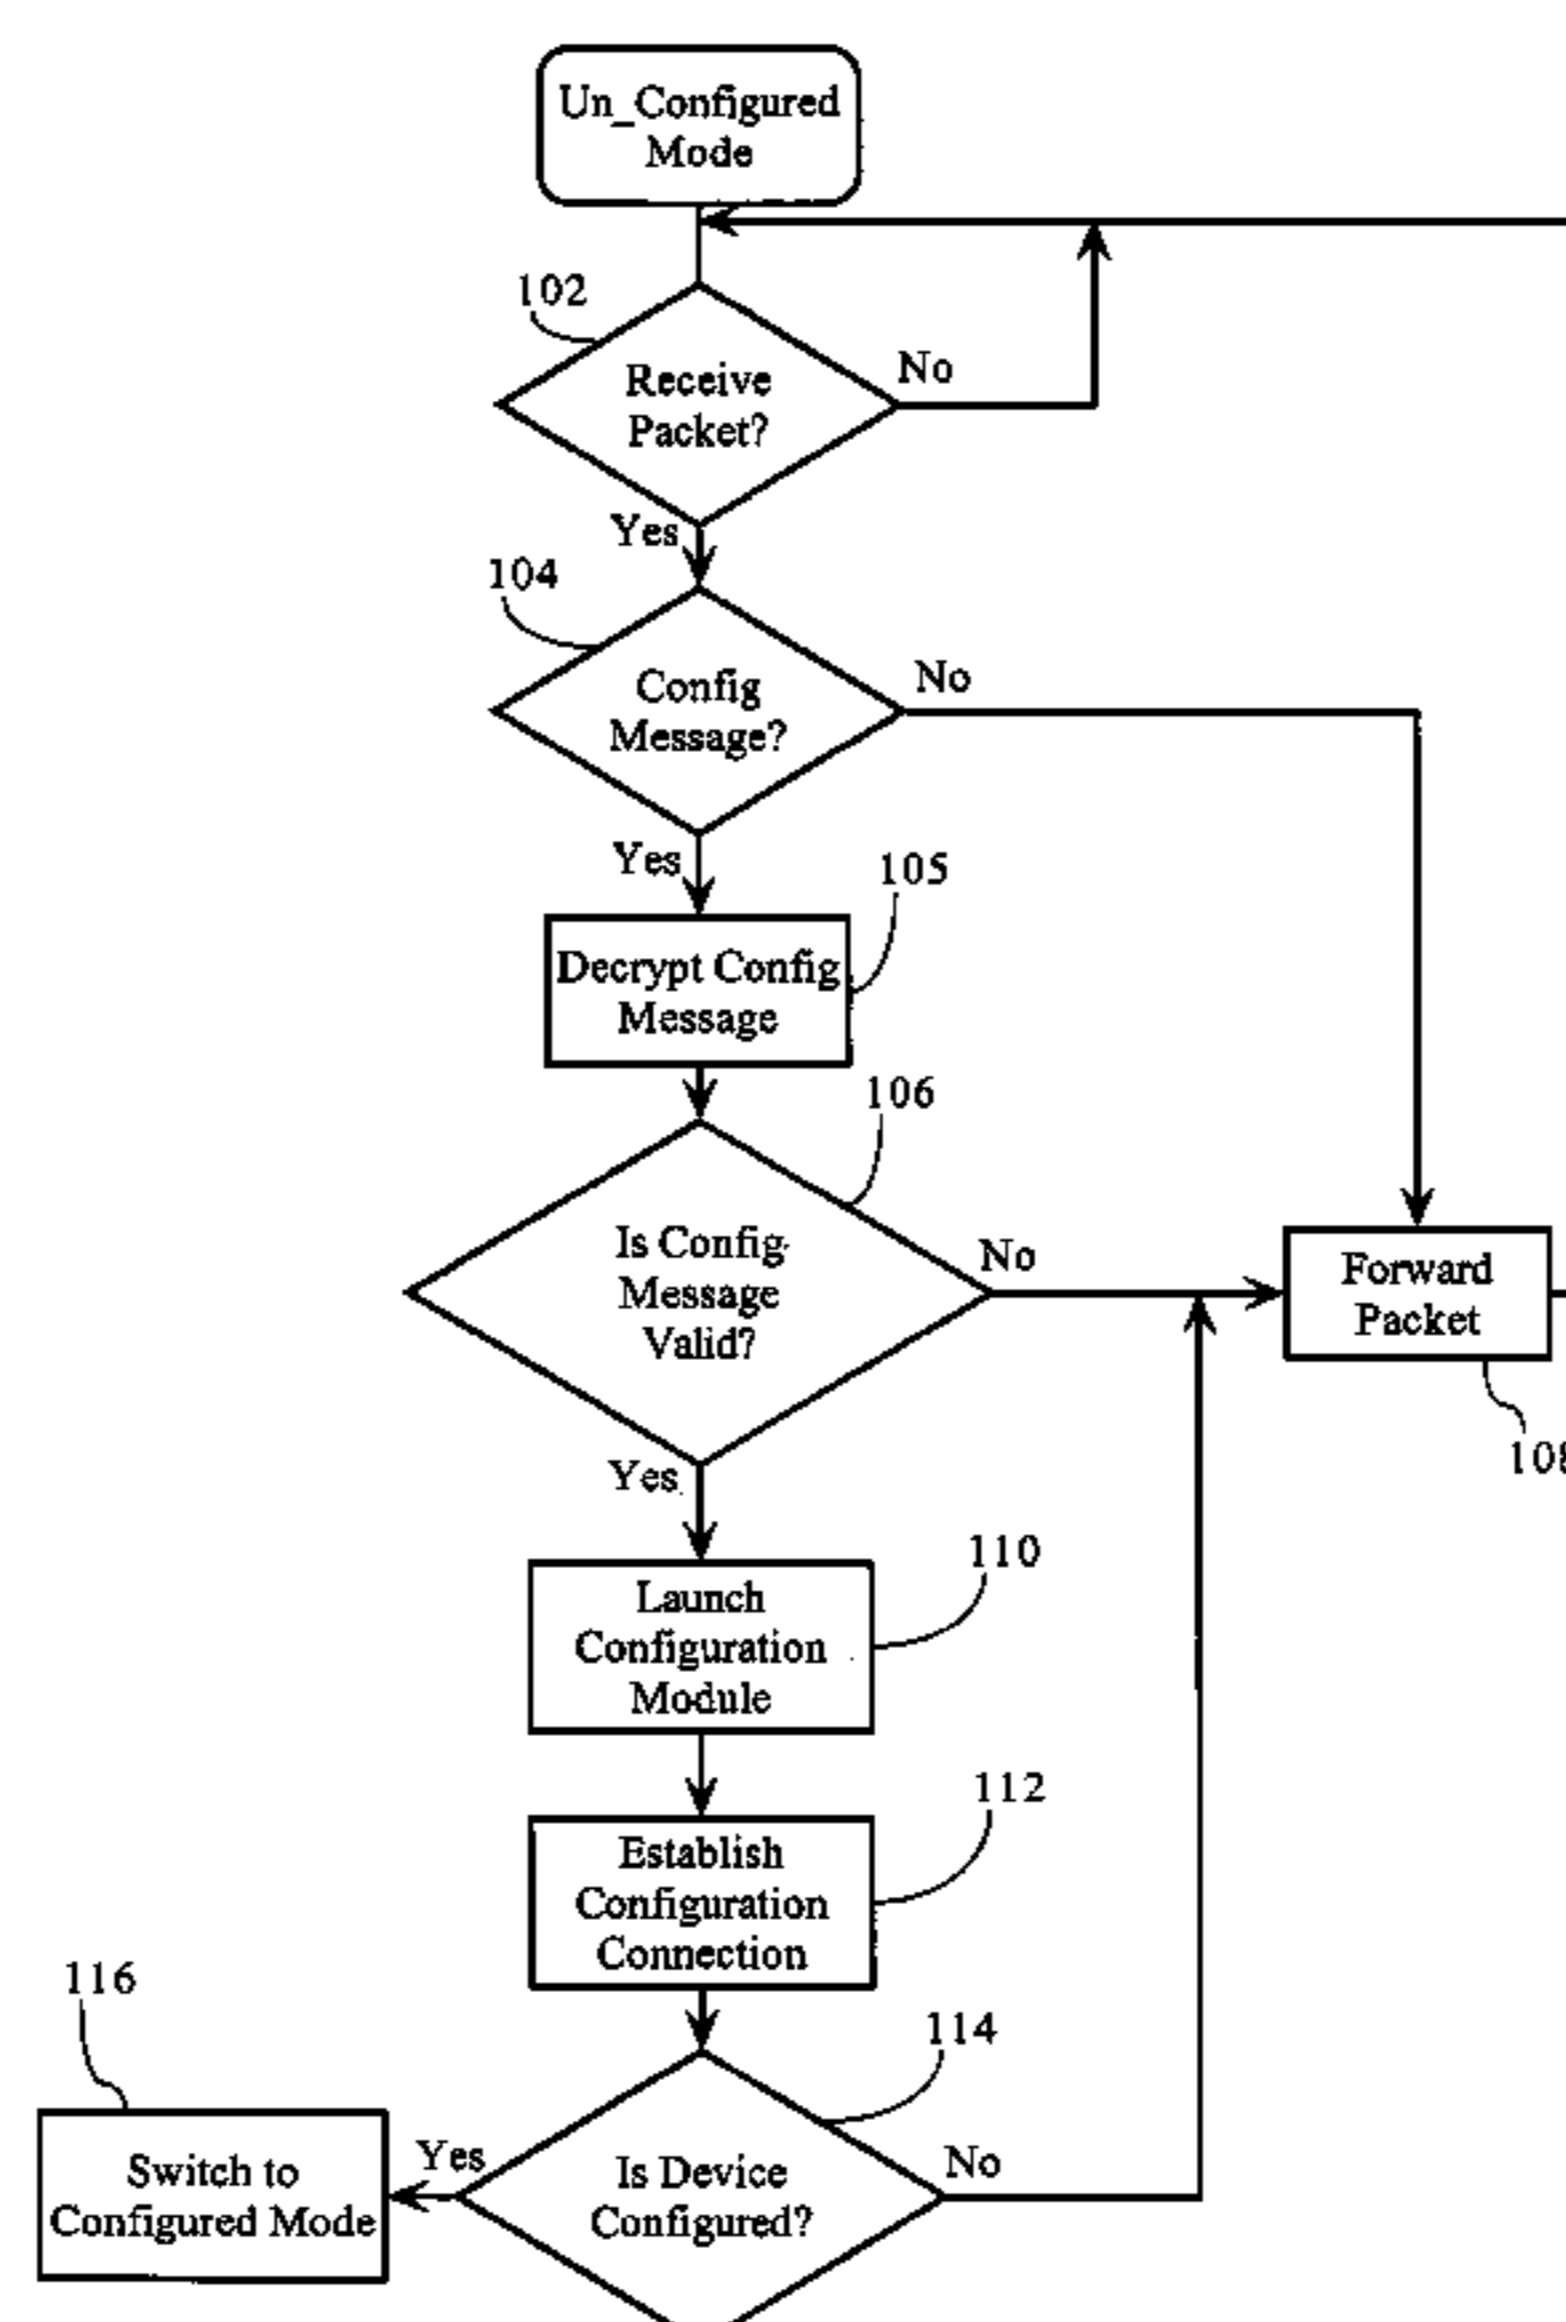 Un_Configured
Mode
102
Receive
Packet?
No
Yes
104
Config
Message?
No
Yes
105
Decrypt Config
Message
106
Is Config
Message
Valid?
No
Forward
Packet
108
Yes
110
Launch
Configuration
Module
112
Establish
Configuration
Connection
116
114
Switch to
Configured Mode
Yes
Is Device
Configured?
No